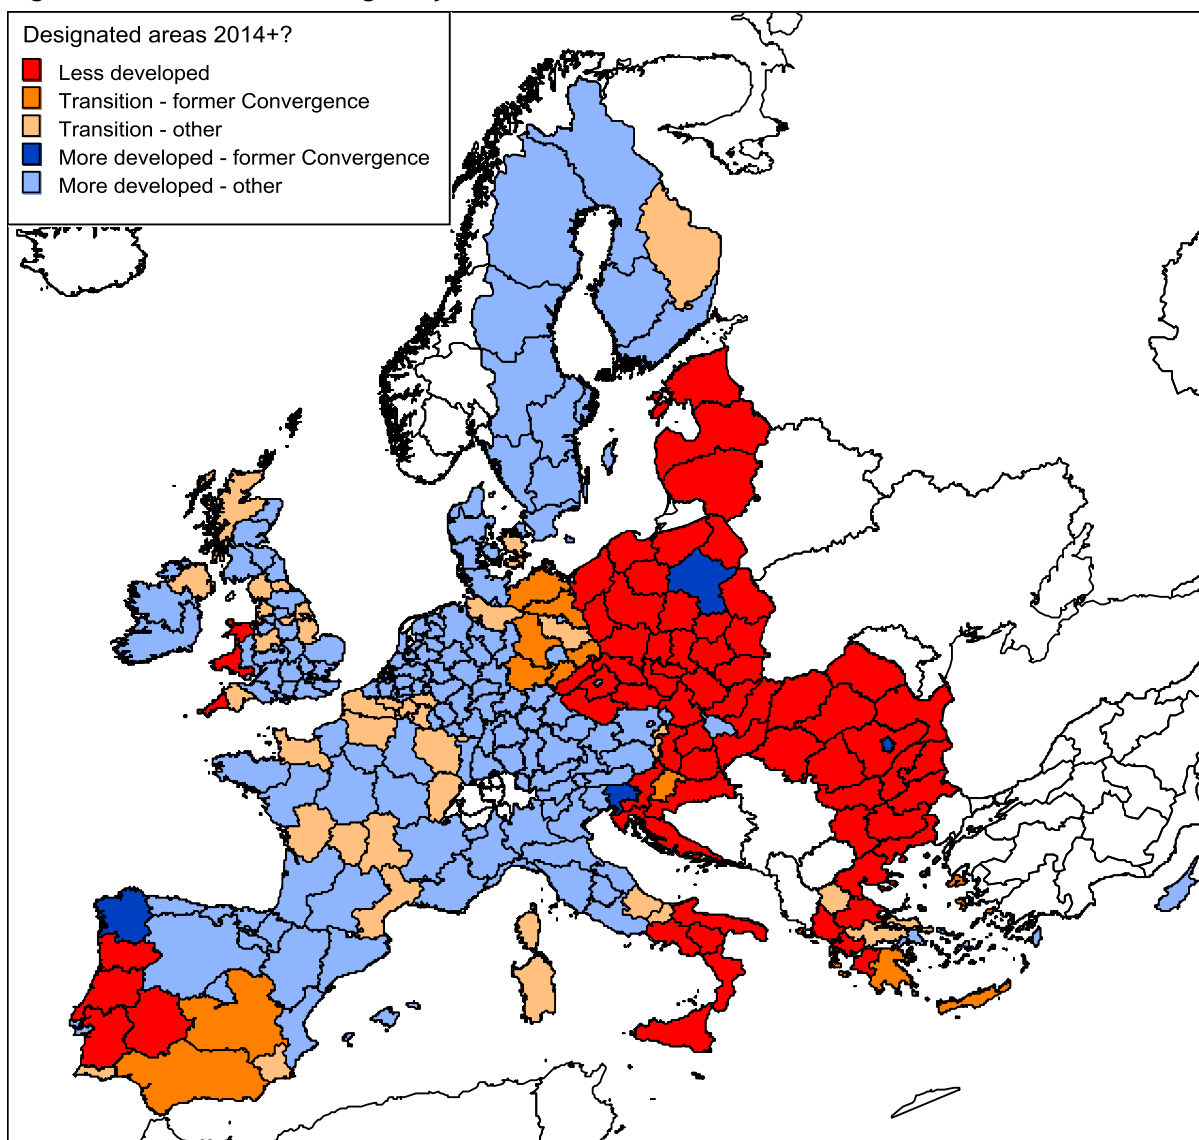 Designated areas 2014+?
Less developed
Transition - former Convergence
Transition - other
More developed - former Convergence
More developed - other